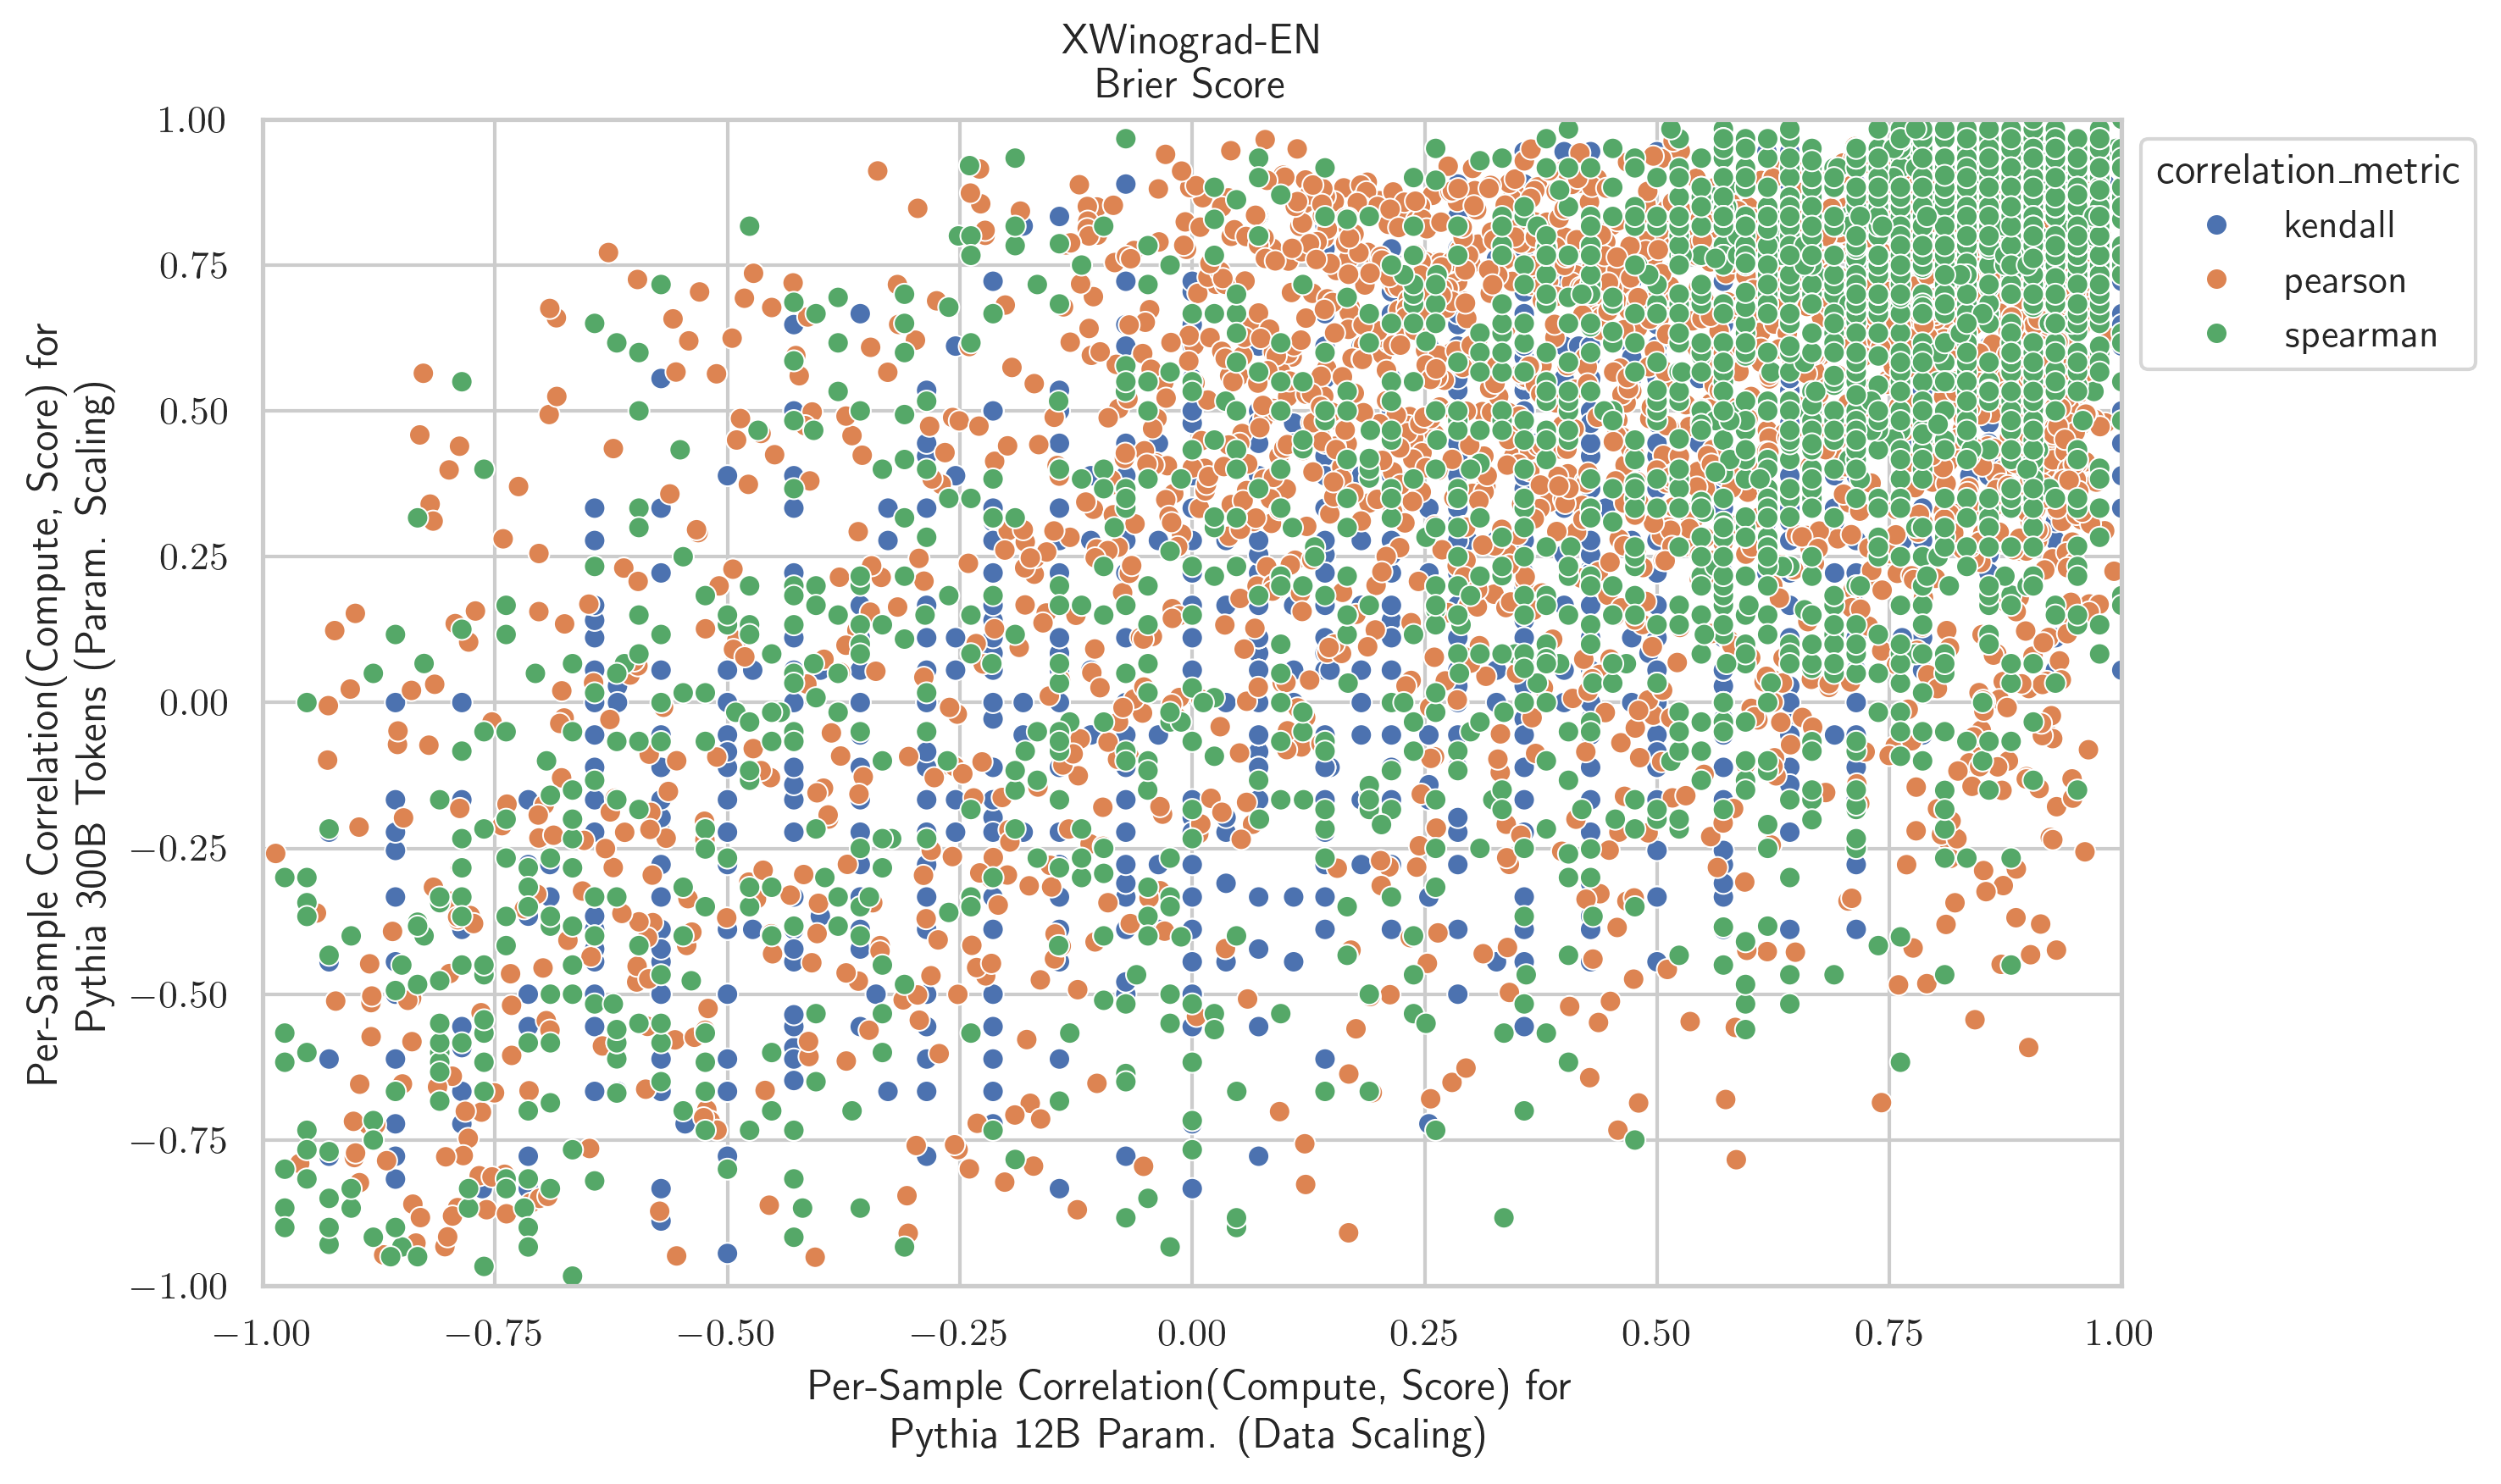 XWinograd-EN
Brier Score
1.00
0.75
0.50
0.25
0.00
−0.25
−0.50
−0.75
−1.00
Per-Sample Correlation(Compute, Score) for
Pythia 300B Tokens (Param. Scaling)
−1.00 −0.75 −0.50 −0.25 0.00 0.25 0.50 0.75 1.00
Per-Sample Correlation(Compute, Score) for
Pythia 12B Param. (Data Scaling)
correlation_metric
kendall
pearson
spearman